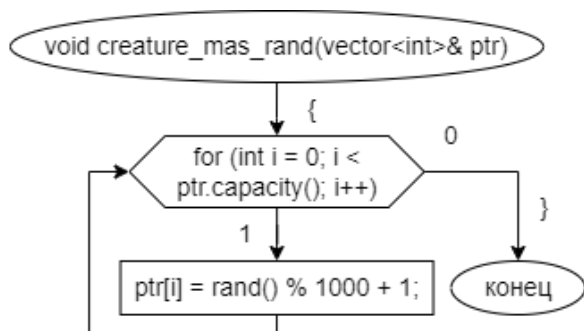 void creature_mas_rand(vector<int>& ptr)
{
for (int i = 0; i <
ptr.capacity(); i++)
0
1
}
ptr[i] = rand() % 1000 + 1;
конец